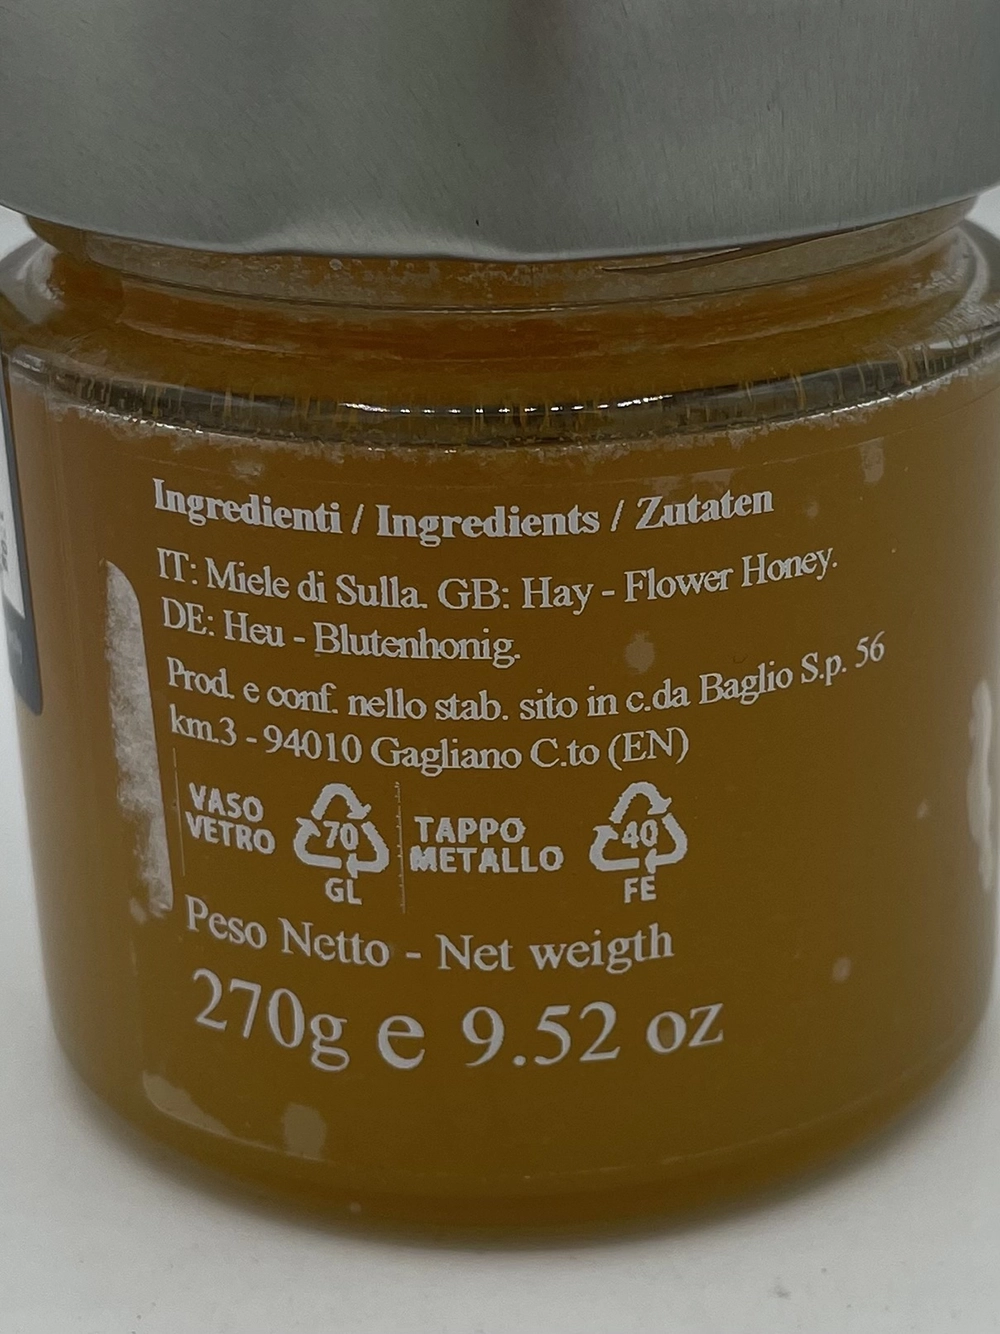 Ingredienti / Ingredients / Zutaten
IT: Miele di Sulla. GB: Hay - Flower Honey.
DE: Heu - Blutenhonig.
Prod. e conf. nello stab. sito in c.da Baglio S.p. 56
km.3 - 94010 Gagliano C.to (EN)
VASO
VETRO
70
GL
TAPPO
METALLO
40
FE
Peso Netto - Net weigth
270g e 9.52 oz